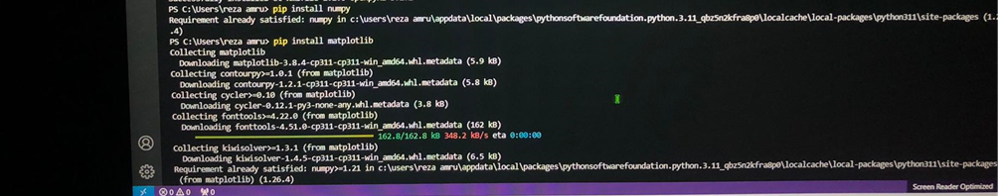 PS C:\Users\reza amru> pip install numpy
Requirement already satisfied: numpy in c:\users\reza amru\appdata\local\packages\pythonsoftwarefoundation.python.3.11_qbz5n2kfra8p0\localcache\local-packages\python311\site-packages (1.2
.4)
PS C:\Users\reza amru> pip install matplotlib
Collecting matplotlib
  Downloading matplotlib-3.8.4-cp311-cp311-win_amd64.whl.metadata (5.9 kB)
Collecting contourpy>=1.0.1 (from matplotlib)
  Downloading contourpy-1.2.1-cp311-cp311-win_amd64.whl.metadata (5.8 kB)
Collecting cycler>=0.10 (from matplotlib)
  Downloading cycler-0.12.1-py3-none-any.whl.metadata (3.8 kB)
Collecting fonttools>=4.22.0 (from matplotlib)
  Downloading fonttools-4.51.0-cp311-cp311-win_amd64.whl.metadata (162 kB)
162.8/162.8 kB 348.2 kB/s eta 0:00:00
Collecting kiwisolver>=1.3.1 (from matplotlib)
  Downloading kiwisolver-1.4.5-cp311-cp311-win_amd64.whl.metadata (6.5 kB)
Requirement already satisfied: numpy>=1.21 in c:\users\reza amru\appdata\local\packages\pythonsoftwarefoundation.python.3.11_qbz5n2kfra8p0\localcache\local-packages\python311\site-packages
(from matplotlib) (1.26.4)
0 0 0 Screen Reader Optimized